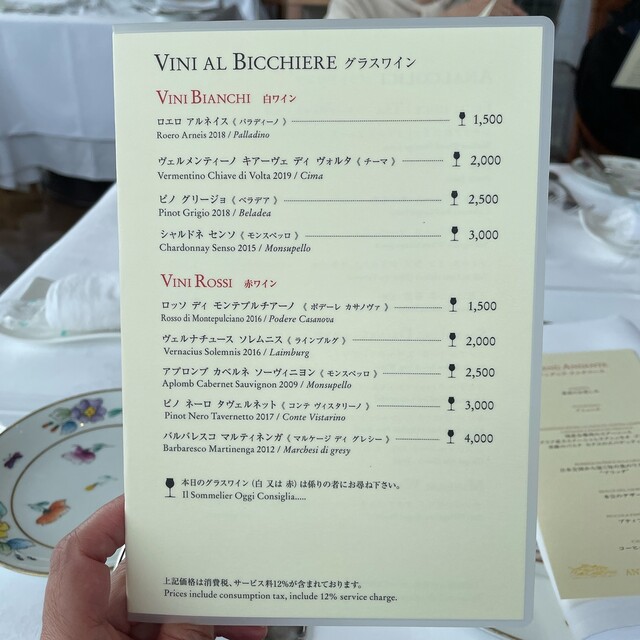 VINI AL BICCHIERE グラスワイン
VINI BIANCHI 白ワイン
ロエロ アルネイス《 パラディーノ 》 1,500
Roero Arneis 2018 / Palladino
ヴェルメンティーノ キアーヴェ ディ ヴォルタ《 チーマ 》 2,000
Vermentino Chiave di Volta 2019 / Cima
ピノ グリージョ《 ベラデア 》 2,500
Pinot Grigio 2018 / Beladea
シャルドネ センソ《 モンスペッロ 》 3,000
Chardonnay Senso 2015 / Monsupello
VINI ROSSI 赤ワイン
ロッソ ディ モンテプルチアーノ《 ポデーレ カサノヴァ 》 1,500
Rosso di Montepulciano 2016 / Podere Casanova
ヴェルナチュース ソレムニス《 ラインブルグ 》 2,000
Vernacius Solemnis 2016 / Laimburg
アプロンブ カベルネ ソーヴィニヨン《 モンスペッロ 》 2,500
Aplomb Cabernet Sauvignon 2009 / Monsupello
ピノ ネーロ タヴェルネット《 コンテ ヴィスタリーノ 》 3,000
Pinot Nero Tavernetto 2017 / Conte Vistarino
バルバレスコ マルティネンガ《 マルケージ ディ グレシー 》 4,000
Barbaresco Martinenga 2012 / Marchesi di gresy
本日のグラスワイン (白 又は 赤) は係りの者にお尋ね下さい。
Il Sommelier Oggi Consiglia.....
上記価格は消費税、サービス料12%が含まれております。
Prices include consumption tax, include 12% service charge.